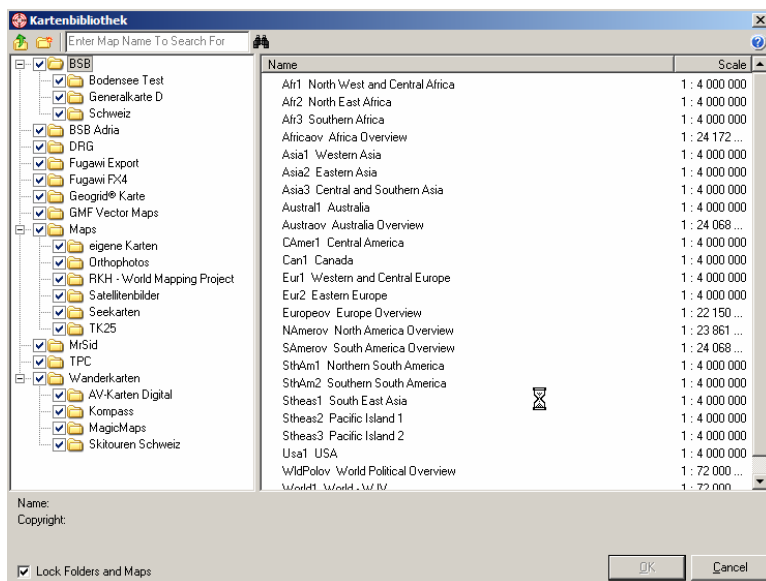 Kartenbibliothek
Enter Map Name To Search For
BSB
Bodensee Test
Generalkarte D
Schweiz
BSB Adria
DRG
Fugawi Export
Fugawi FX4
Geogrid® Karte
GMF Vector Maps
Maps
eigene Karten
Orthophotos
RKH - World Mapping Project
Satellitenbilder
Seekarten
TK25
MrSid
TPC
Wanderkarten
AV-Karten Digital
Kompass
MagicMaps
Skitouren Schweiz
Name Scale
Afr1 North West and Central Africa 1 : 4 000 000
Afr2 North East Africa 1 : 4 000 000
Afr3 Southern Africa 1 : 4 000 000
Africaov Africa Overview 1 : 24 172 ...
Asia1 Western Asia 1 : 4 000 000
Asia2 Eastern Asia 1 : 4 000 000
Asia3 Central and Southern Asia 1 : 4 000 000
Austral1 Australia 1 : 4 000 000
Austraov Australia Overview 1 : 24 068 ...
CAmer1 Central America 1 : 4 000 000
Can1 Canada 1 : 4 000 000
Eur1 Western and Central Europe 1 : 4 000 000
Eur2 Eastern Europe 1 : 4 000 000
Europeov Europe Overview 1 : 22 150 ...
NAmerov North America Overview 1 : 23 861 ...
SAmerov South America Overview 1 : 24 068 ...
SthAm1 Northern South America 1 : 4 000 000
SthAm2 Southern South America 1 : 4 000 000
Stheas1 South East Asia 1 : 4 000 000
Stheas2 Pacific Island 1 1 : 4 000 000
Stheas3 Pacific Island 2 1 : 4 000 000
Usa1 USA 1 : 4 000 000
WldPolov World Political Overview 1 : 72 000 ...
World1 World - WJV 1 : 72 000
Name:
Copyright:
Lock Folders and Maps
OK
Cancel